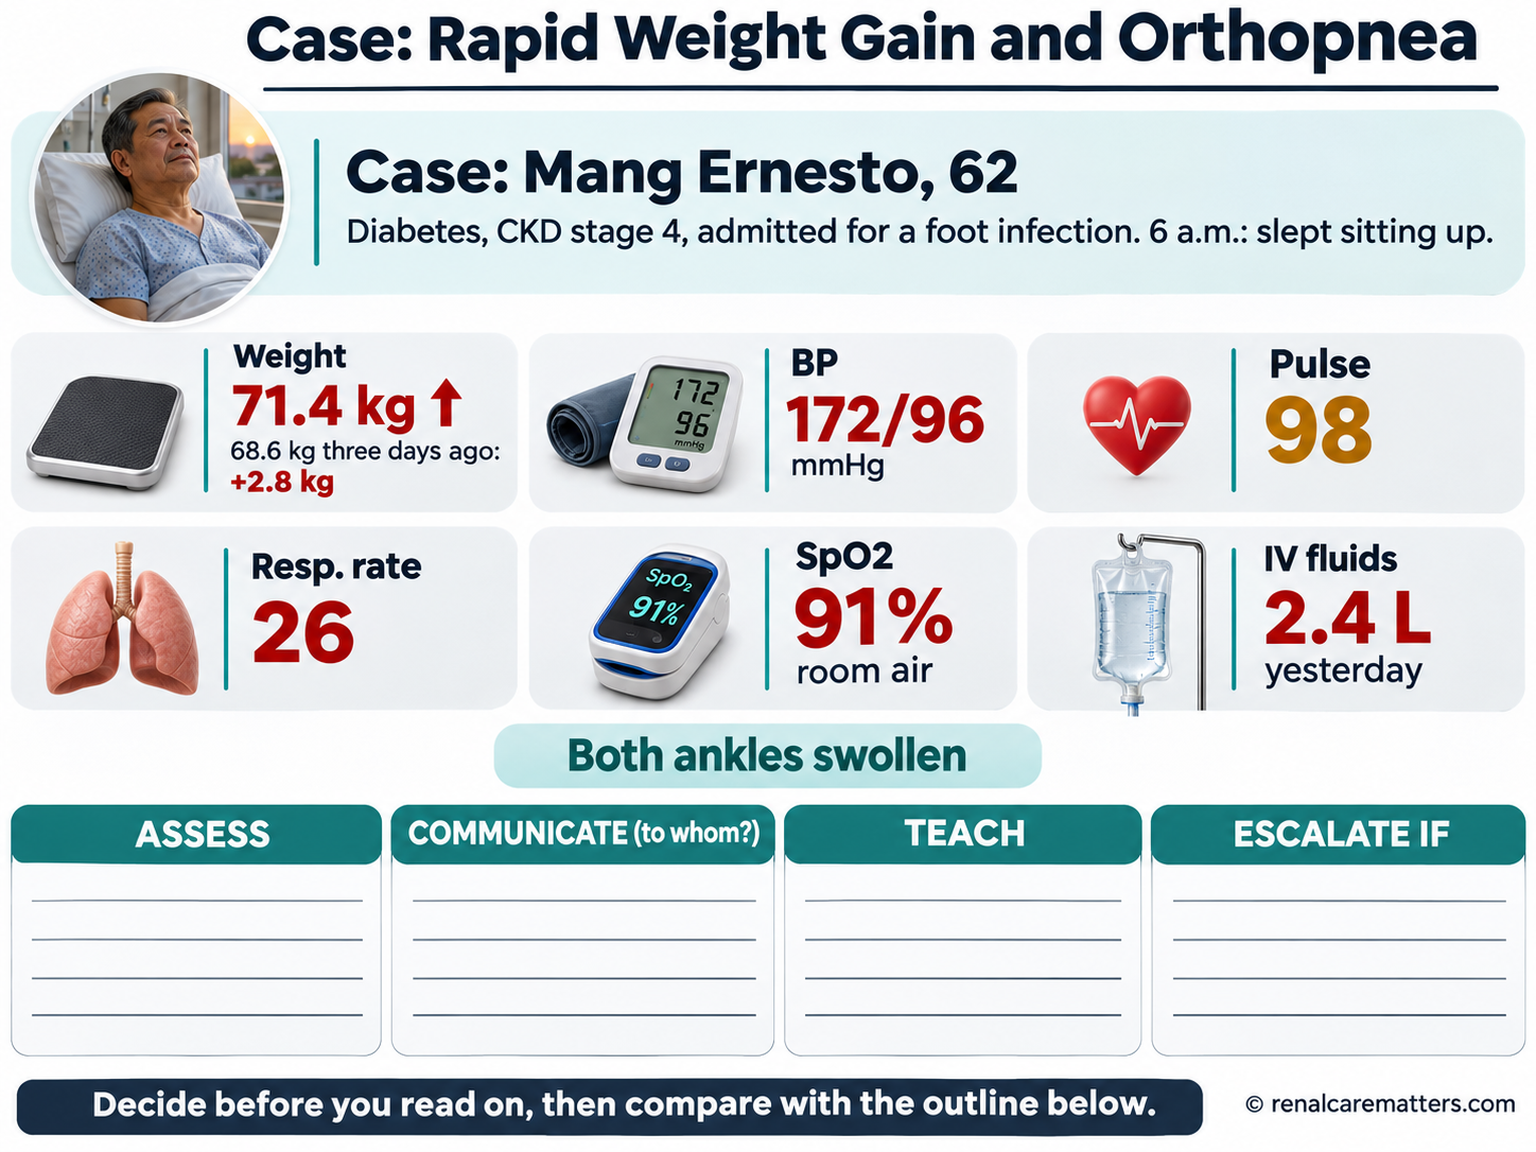 Case: Rapid Weight Gain and Orthopnea
Case: Mang Ernesto, 62
Diabetes, CKD stage 4, admitted for a foot infection. 6 a.m.: slept sitting up.
Weight
71.4 kg ↑
68.6 kg three days ago:
+2.8 kg
172
96
mmHg
BP
172/96
mmHg
Pulse
98
Resp. rate
26
SpO₂
91%
SpO2
91%
room air
IV fluids
2.4 L
yesterday
Both ankles swollen
ASSESS
COMMUNICATE (to whom?)
TEACH
ESCALATE IF
Decide before you read on, then compare with the outline below.
© renalcarematters.com